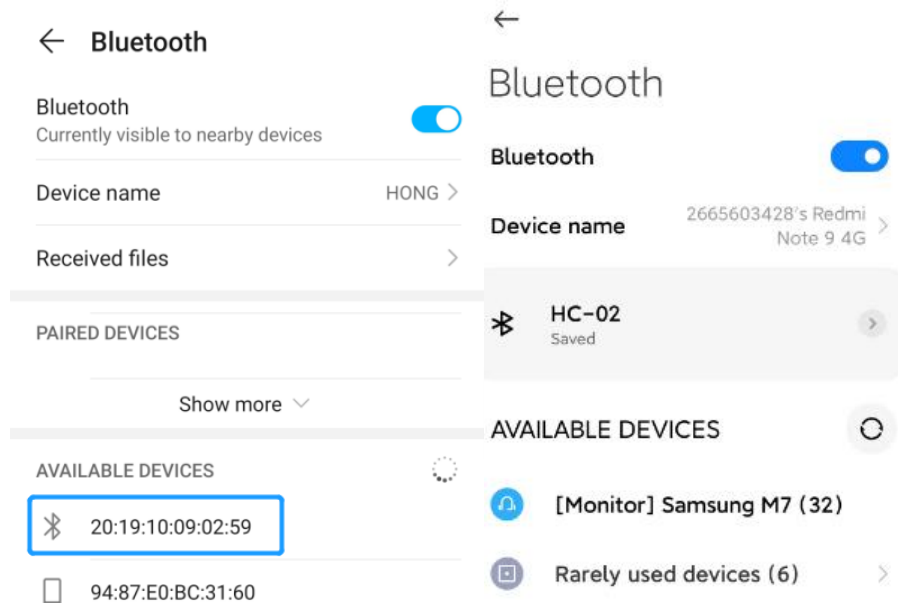 Bluetooth
Bluetooth
Currently visible to nearby devices
Device name
HONG
Received files
PAIRED DEVICES
Show more
AVAILABLE DEVICES
20:19:10:09:02:59
94:87:E0:BC:31:60
Bluetooth
Bluetooth
Device name
2665603428's Redmi
Note 9 4G
HC-02
Saved
AVAILABLE DEVICES
[Monitor] Samsung M7 (32)
Rarely used devices (6)